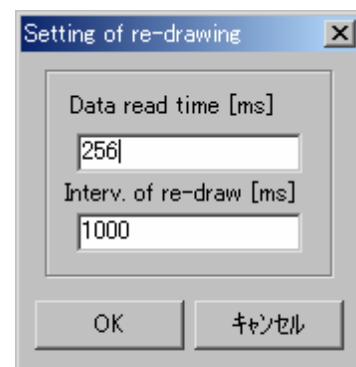 Setting of re-drawing
Data read time [ms]
256
Interv. of re-draw [ms]
1000
OK
キャンセル